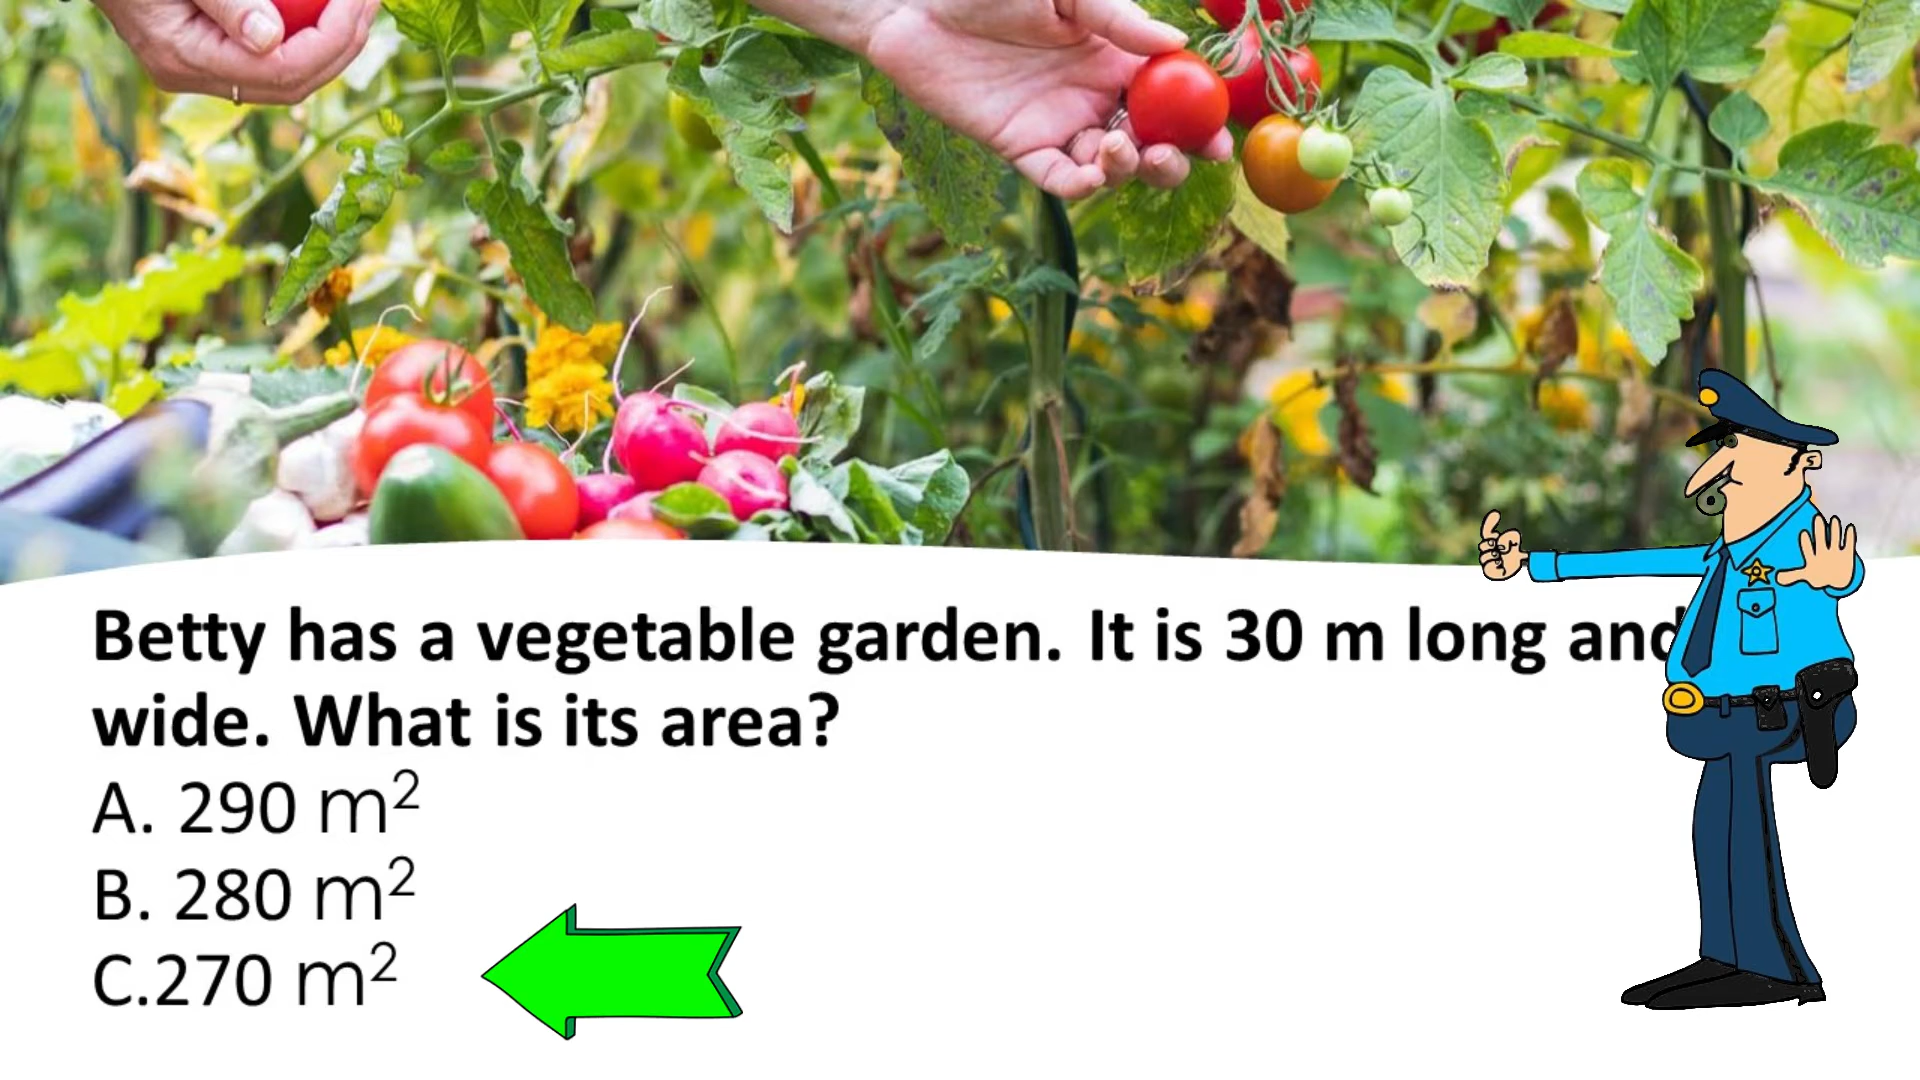 Betty has a vegetable garden. It is 30 m long and
wide. What is its area?
A. 290 m²
B. 280 m²
C.270 m²